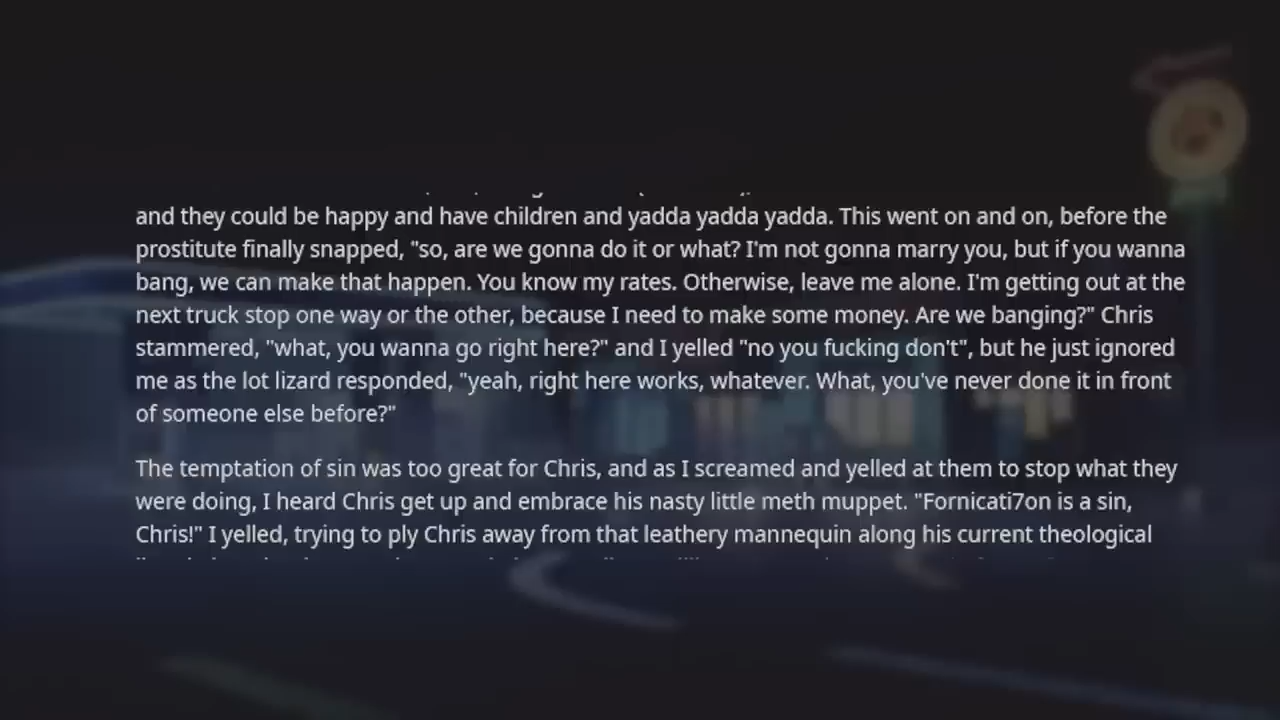 and they could be happy and have children and yadda yadda yadda. This went on and on, before the
prostitute finally snapped, "so, are we gonna do it or what? I'm not gonna marry you, but if you wanna
bang, we can make that happen. You know my rates. Otherwise, leave me alone. I'm getting out at the
next truck stop one way or the other, because I need to make some money. Are we banging?" Chris
stammered, "what, you wanna go right here?" and I yelled "no you fucking don't", but he just ignored
me as the lot lizard responded, "yeah, right here works, whatever. What, you've never done it in front
of someone else before?"
The temptation of sin was too great for Chris, and as I screamed and yelled at them to stop what they
were doing, I heard Chris get up and embrace his nasty little meth muppet. "Fornicati7on is a sin,
Chris!" I yelled, trying to ply Chris away from that leathery mannequin along his current theological